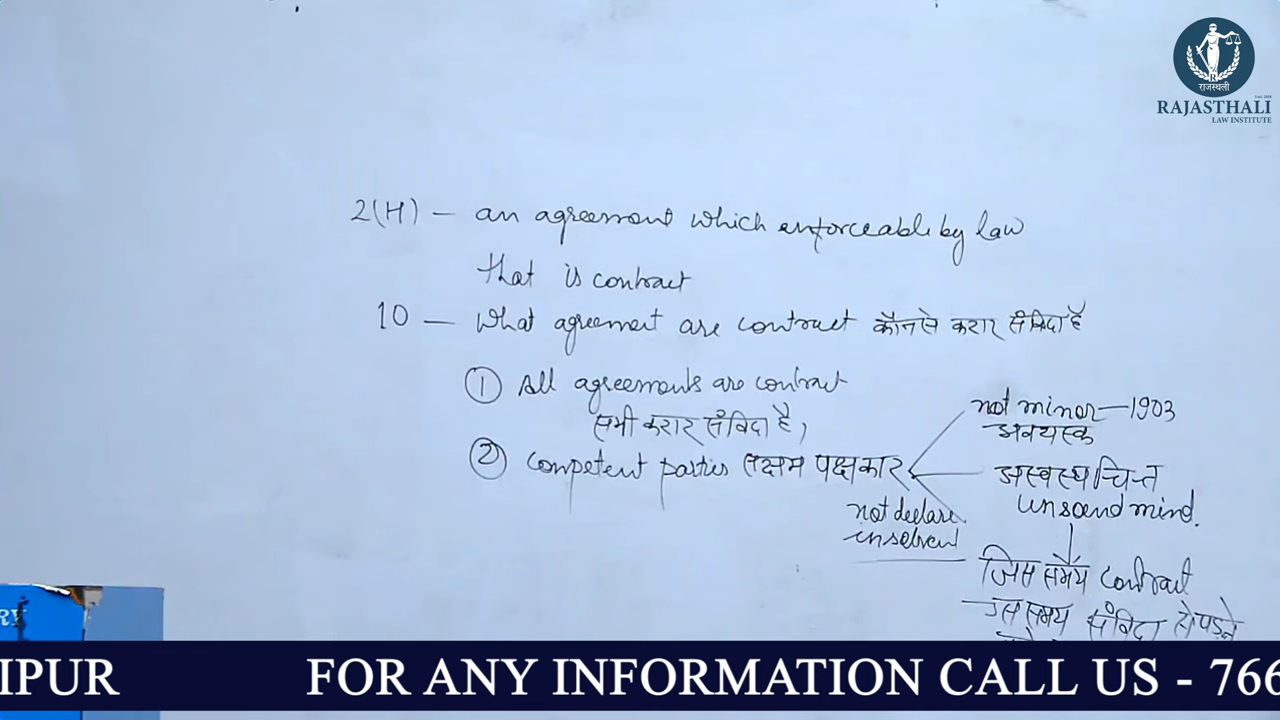 राजस्थली
RAJASTHALI
LAW INSTITUTE
2(H) — an agreement which enforceable by law
that is contract
10 — What agreement are contract कौनसे करार संविदा है
① All agreements are contract
सभी करार संविदा है,
② Competent parties सक्षम पक्षकार
not minor — 1903
अवयस्क
अस्वस्थचित्त
unsound mind.
not declare
insolvent
जिस समय contract
उस समय संविदा
RY
IPUR FOR ANY INFORMATION CALL US - 766